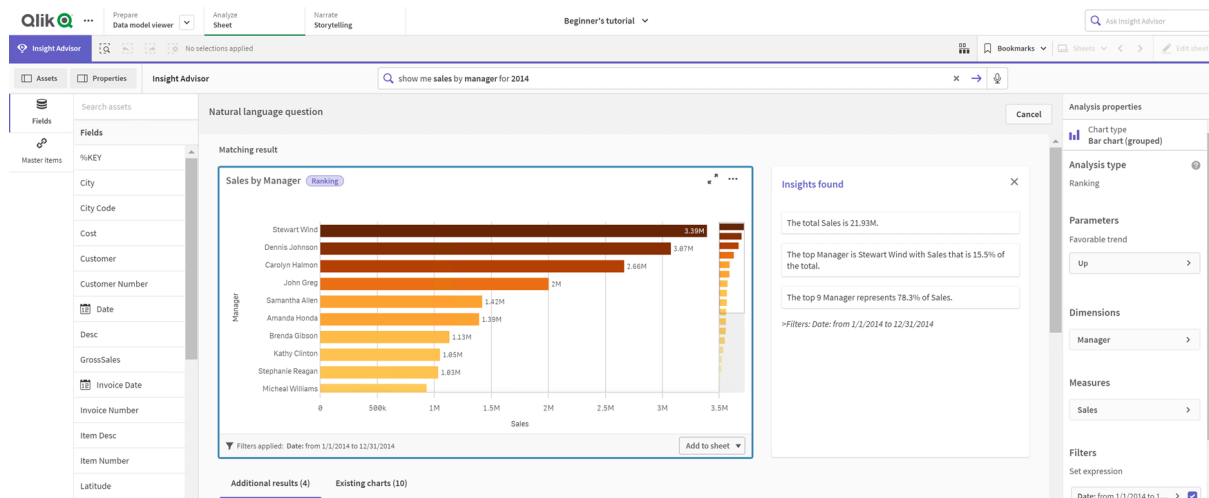 Qlik
Prepare
Data model viewer
Analyze
Sheet
Narrate
Storytelling
Beginner's tutorial
Ask Insight Advisor
Insight Advisor
No selections applied
Bookmarks
Sheets
Edit sheet
Assets
Properties
Insight Advisor
show me sales by manager for 2014
Fields
Master items
Search assets
Fields
%KEY
City
City Code
Cost
Customer
Customer Number
Date
Desc
GrossSales
Invoice Date
Invoice Number
Item Desc
Item Number
Latitude
Natural language question
Cancel
Matching result
Sales by Manager
Ranking
Manager
Stewart Wind
3.39M
Dennis Johnson
3.07M
Carolyn Halmon
2.66M
John Greg
2M
Samantha Allen
1.42M
Amanda Honda
1.39M
Brenda Gibson
1.13M
Kathy Clinton
1.05M
Stephanie Reagan
1.03M
Micheal Williams
0 500k 1M 1.5M 2M 2.5M 3M 3.5M
Sales
Filters applied: Date: from 1/1/2014 to 12/31/2014
Add to sheet
Insights found
The total Sales is 21.93M.
The top Manager is Stewart Wind with Sales that is 15.5% of
the total.
The top 9 Manager represents 78.3% of Sales.
>Filters: Date: from 1/1/2014 to 12/31/2014
Additional results (4)
Existing charts (10)
Analysis properties
Chart type
Bar chart (grouped)
Analysis type
Ranking
Parameters
Favorable trend
Up
Dimensions
Manager
Measures
Sales
Filters
Set expression
Date: from 1/1/2014 to 1...